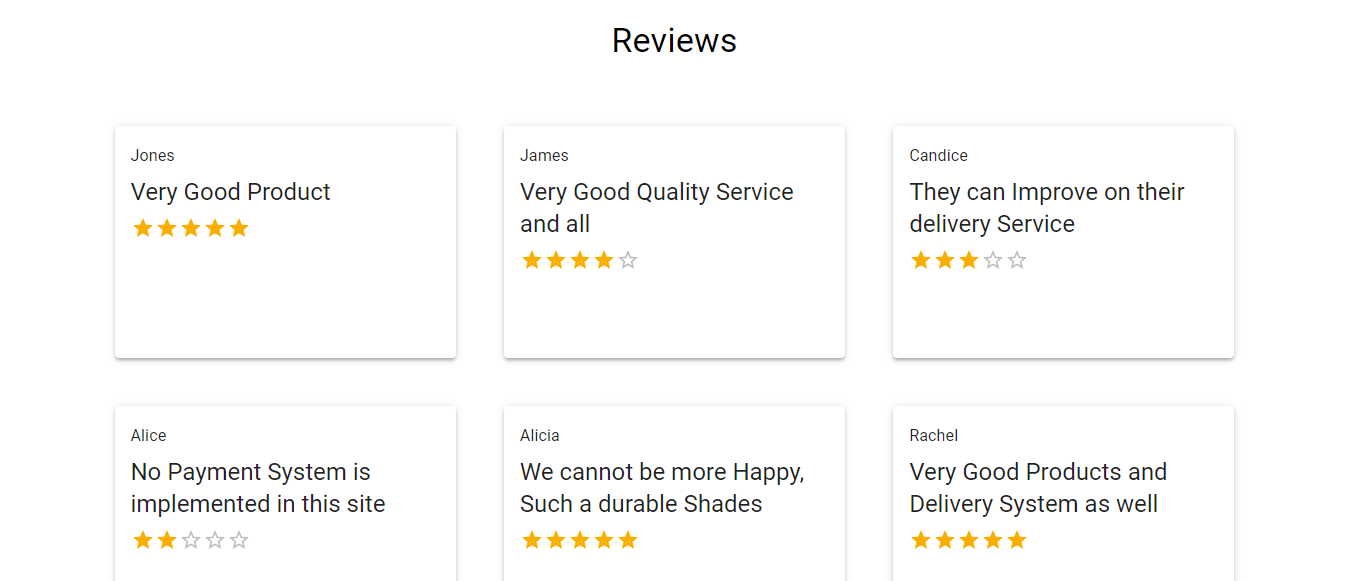 Reviews
Jones
Very Good Product
James
Very Good Quality Service
and all
Candice
They can Improve on their
delivery Service
Alice
No Payment System is
implemented in this site
Alicia
We cannot be more Happy,
Such a durable Shades
Rachel
Very Good Products and
Delivery System as well